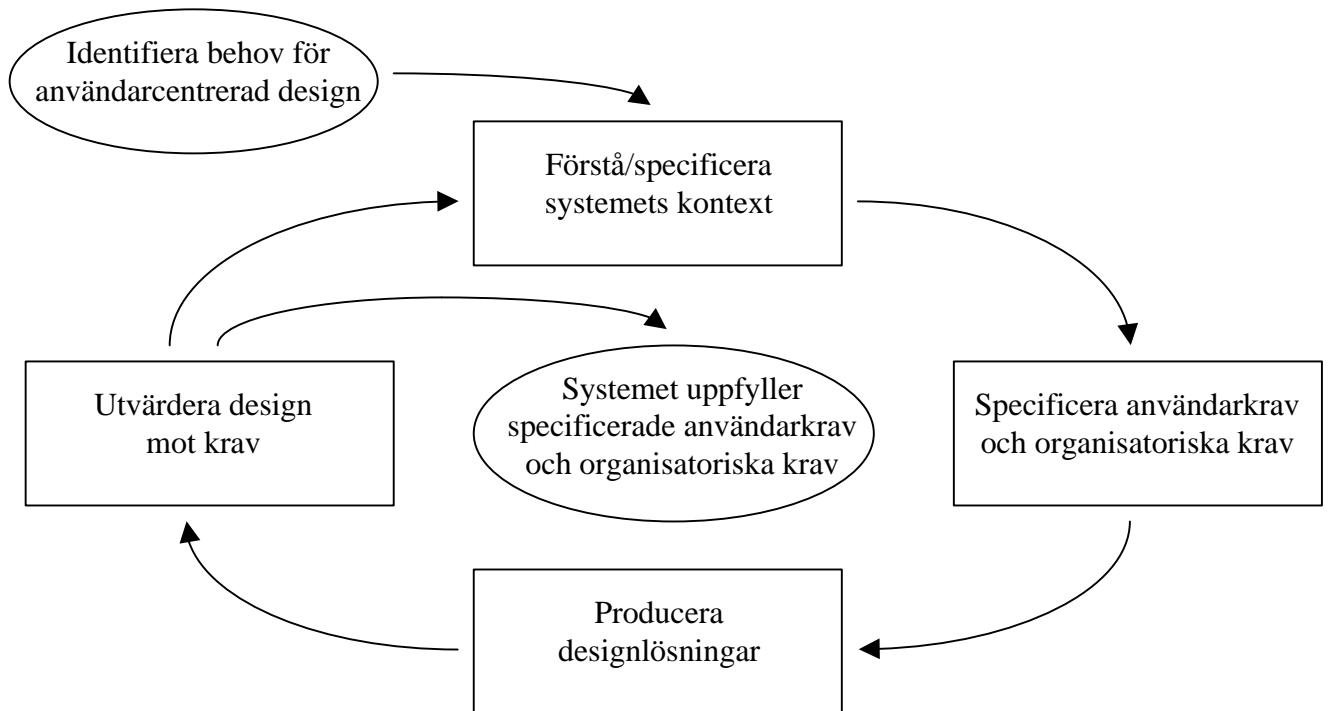 Identifiera behov för
användarcentrerad design
Förstå/specificera
systemets kontext
Utvärdera design
mot krav
Systemet uppfyller
specificerade användarkrav
och organisatoriska krav
Specificera användarkrav
och organisatoriska krav
Producera
designlösningar